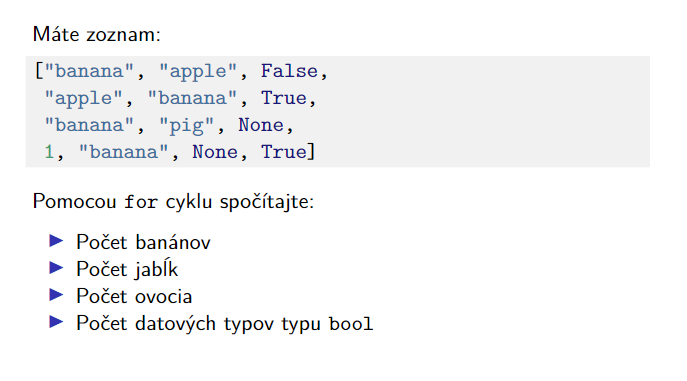 Máte zoznam:
["banana", "apple", False,
"apple", "banana", True,
"banana", "pig", None,
1, "banana", None, True]
Pomocou for cyklu spočítajte:
Počet banánov
Počet jabĺk
Počet ovocia
Počet datových typov typu bool